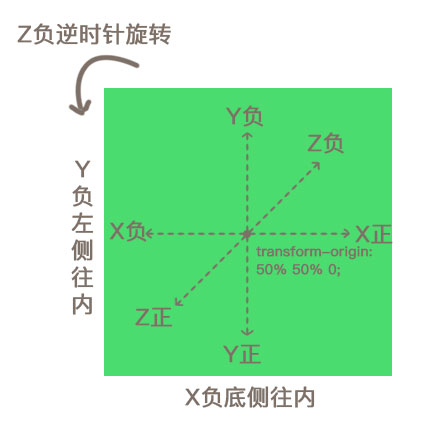 Z负逆时针旋转
Y负
Z负
Y负左侧往内
X负
X正
transform-origin:
50% 50% 0;
Z正
Y正
X负底侧往内